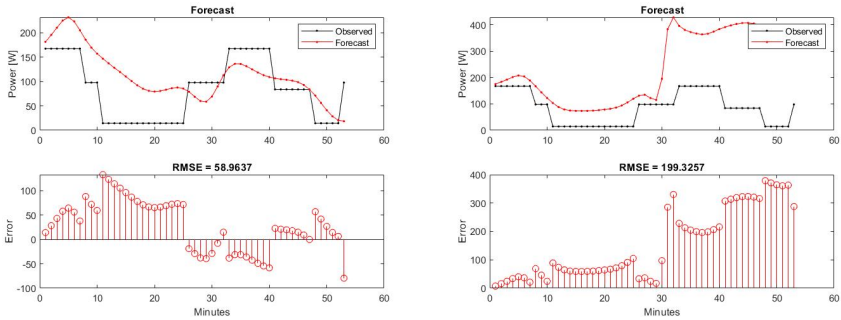 Forecast
Power [W]
200
150
100
50
0
Observed
Forecast
0 10 20 30 40 50 60
RMSE = 58.9637
Error
100
50
0
-50
-100
0 10 20 30 40 50 60
Minutes
Forecast
Power [W]
400
300
200
100
0
Observed
Forecast
0 10 20 30 40 50 60
RMSE = 199.3257
Error
400
300
200
100
0
0 10 20 30 40 50 60
Minutes